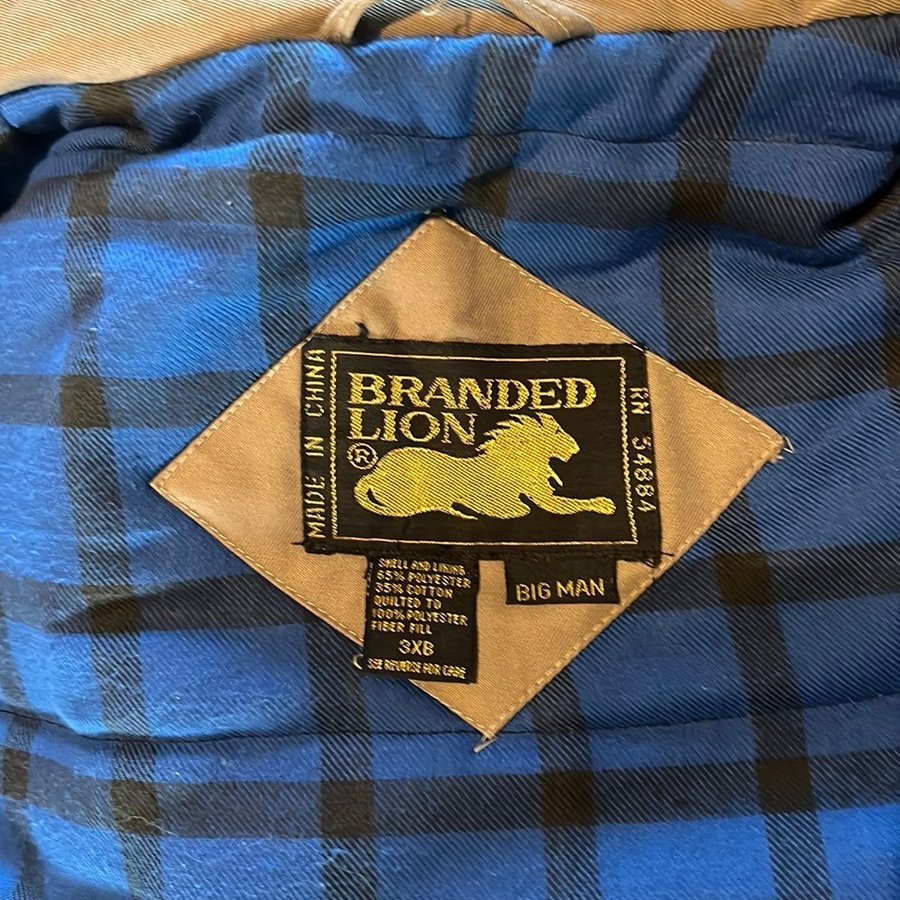 MADE IN CHINA
BRANDED
LION
®
RN 54884
SHELL AND LINING
65% POLYESTER
35% COTTON
QUILTED TO
100% POLYESTER
FIBER FILL
3XB
SEE REVERSE FOR CARE
BIG MAN